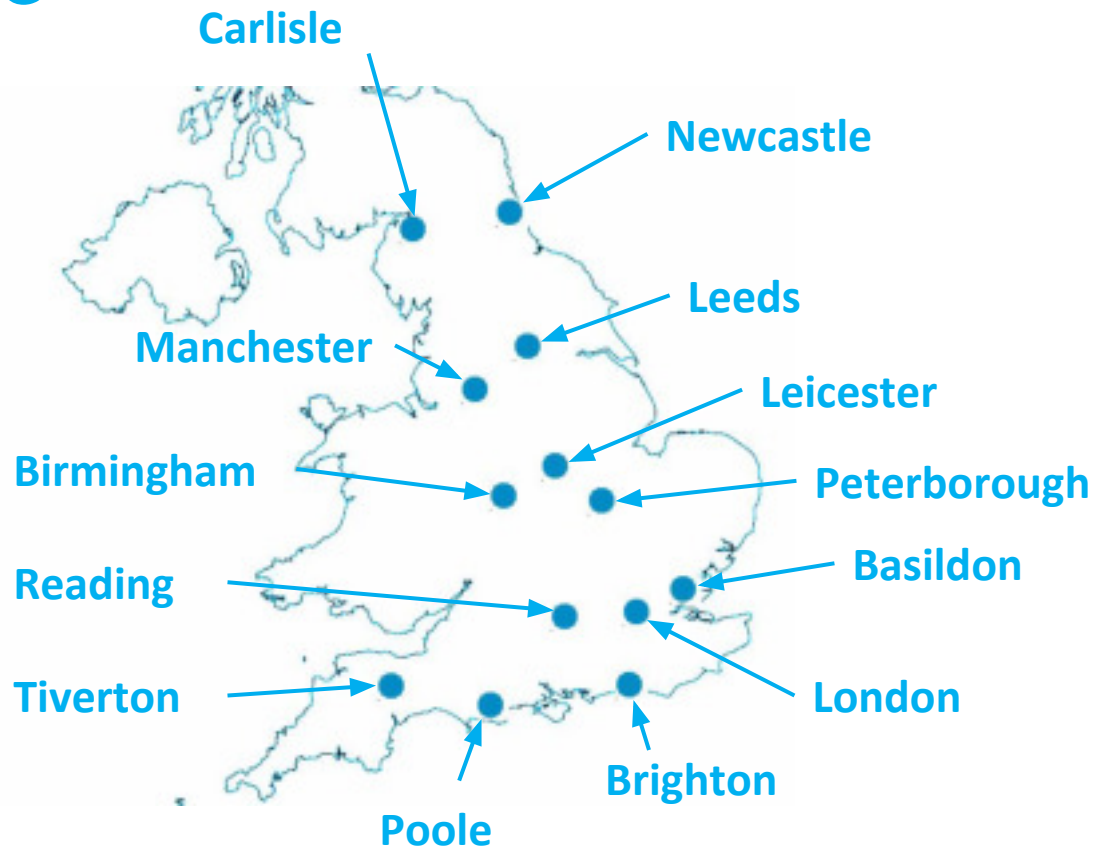 Carlisle
Newcastle
Leeds
Manchester
Leicester
Birmingham
Peterborough
Basildon
Reading
Tiverton
London
Brighton
Poole